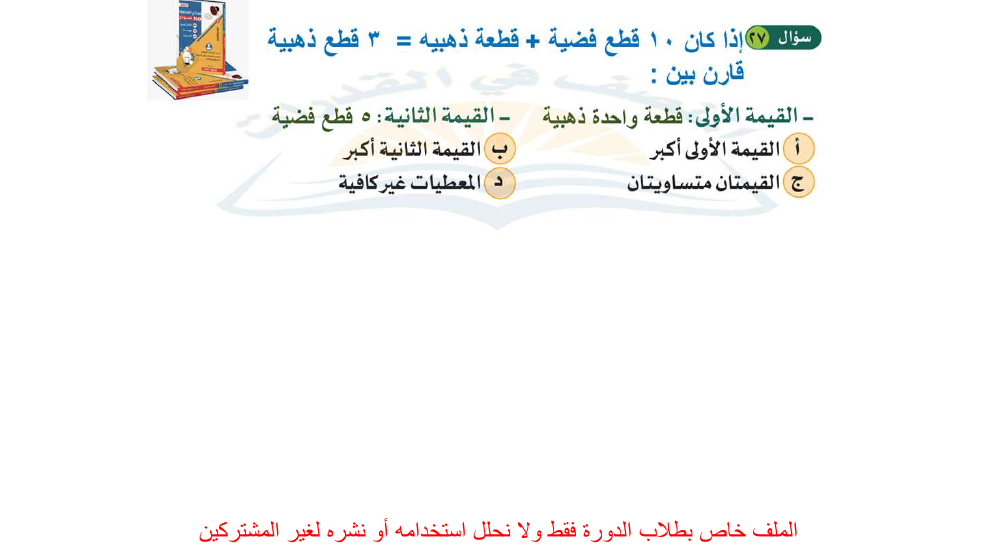 سؤال ٢٧ إذا كان ١٠ قطع فضية + قطعة ذهبيه = ٣ قطع ذهبية
قارن بين :
- القيمة الأولى: قطعة واحدة ذهبية - القيمة الثانية: ٥ قطع فضية
أ القيمة الأولى أكبر ب القيمة الثانية أكبر
ج القيمتان متساويتان د المعطيات غير كافية
الملف خاص بطلاب الدورة فقط ولا نحلل استخدامه أو نشره لغير المشتركين